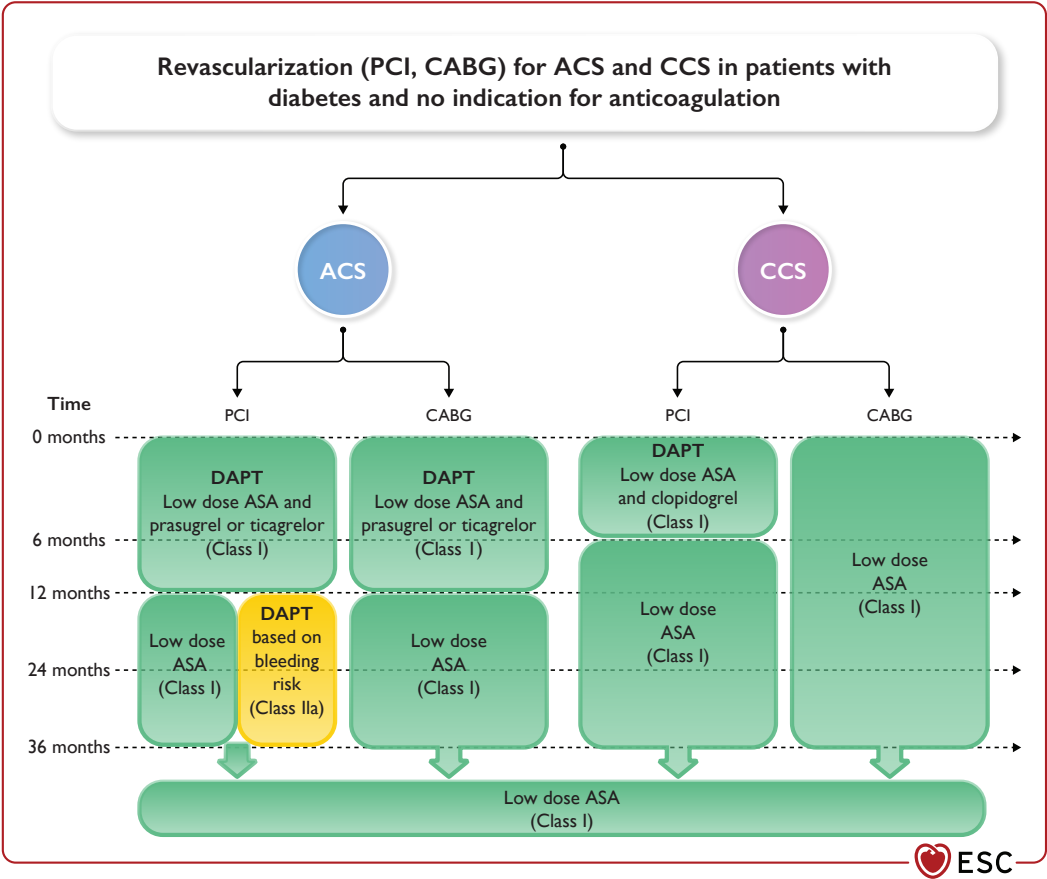 Revascularization (PCI, CABG) for ACS and CCS in patients with
diabetes and no indication for anticoagulation
ACS
CCS
Time
PCI
CABG
PCI
CABG
0 months
DAPT
Low dose ASA and
prasugrel or ticagrelor
(Class I)
DAPT
Low dose ASA and
prasugrel or ticagrelor
(Class 1)
DAPT
Low dose ASA
and clopidogrel
(Class I)
Low dose
ASA
(Class I)
6 months
12 months
Low dose
ASA
(Class I)
DAPT
based on
bleeding
risk
(Class IIa)
Low dose
ASA
(Class I)
Low dose
ASA
(Class I)
24 months
36 months
Low dose ASA
(Class I)
ESC